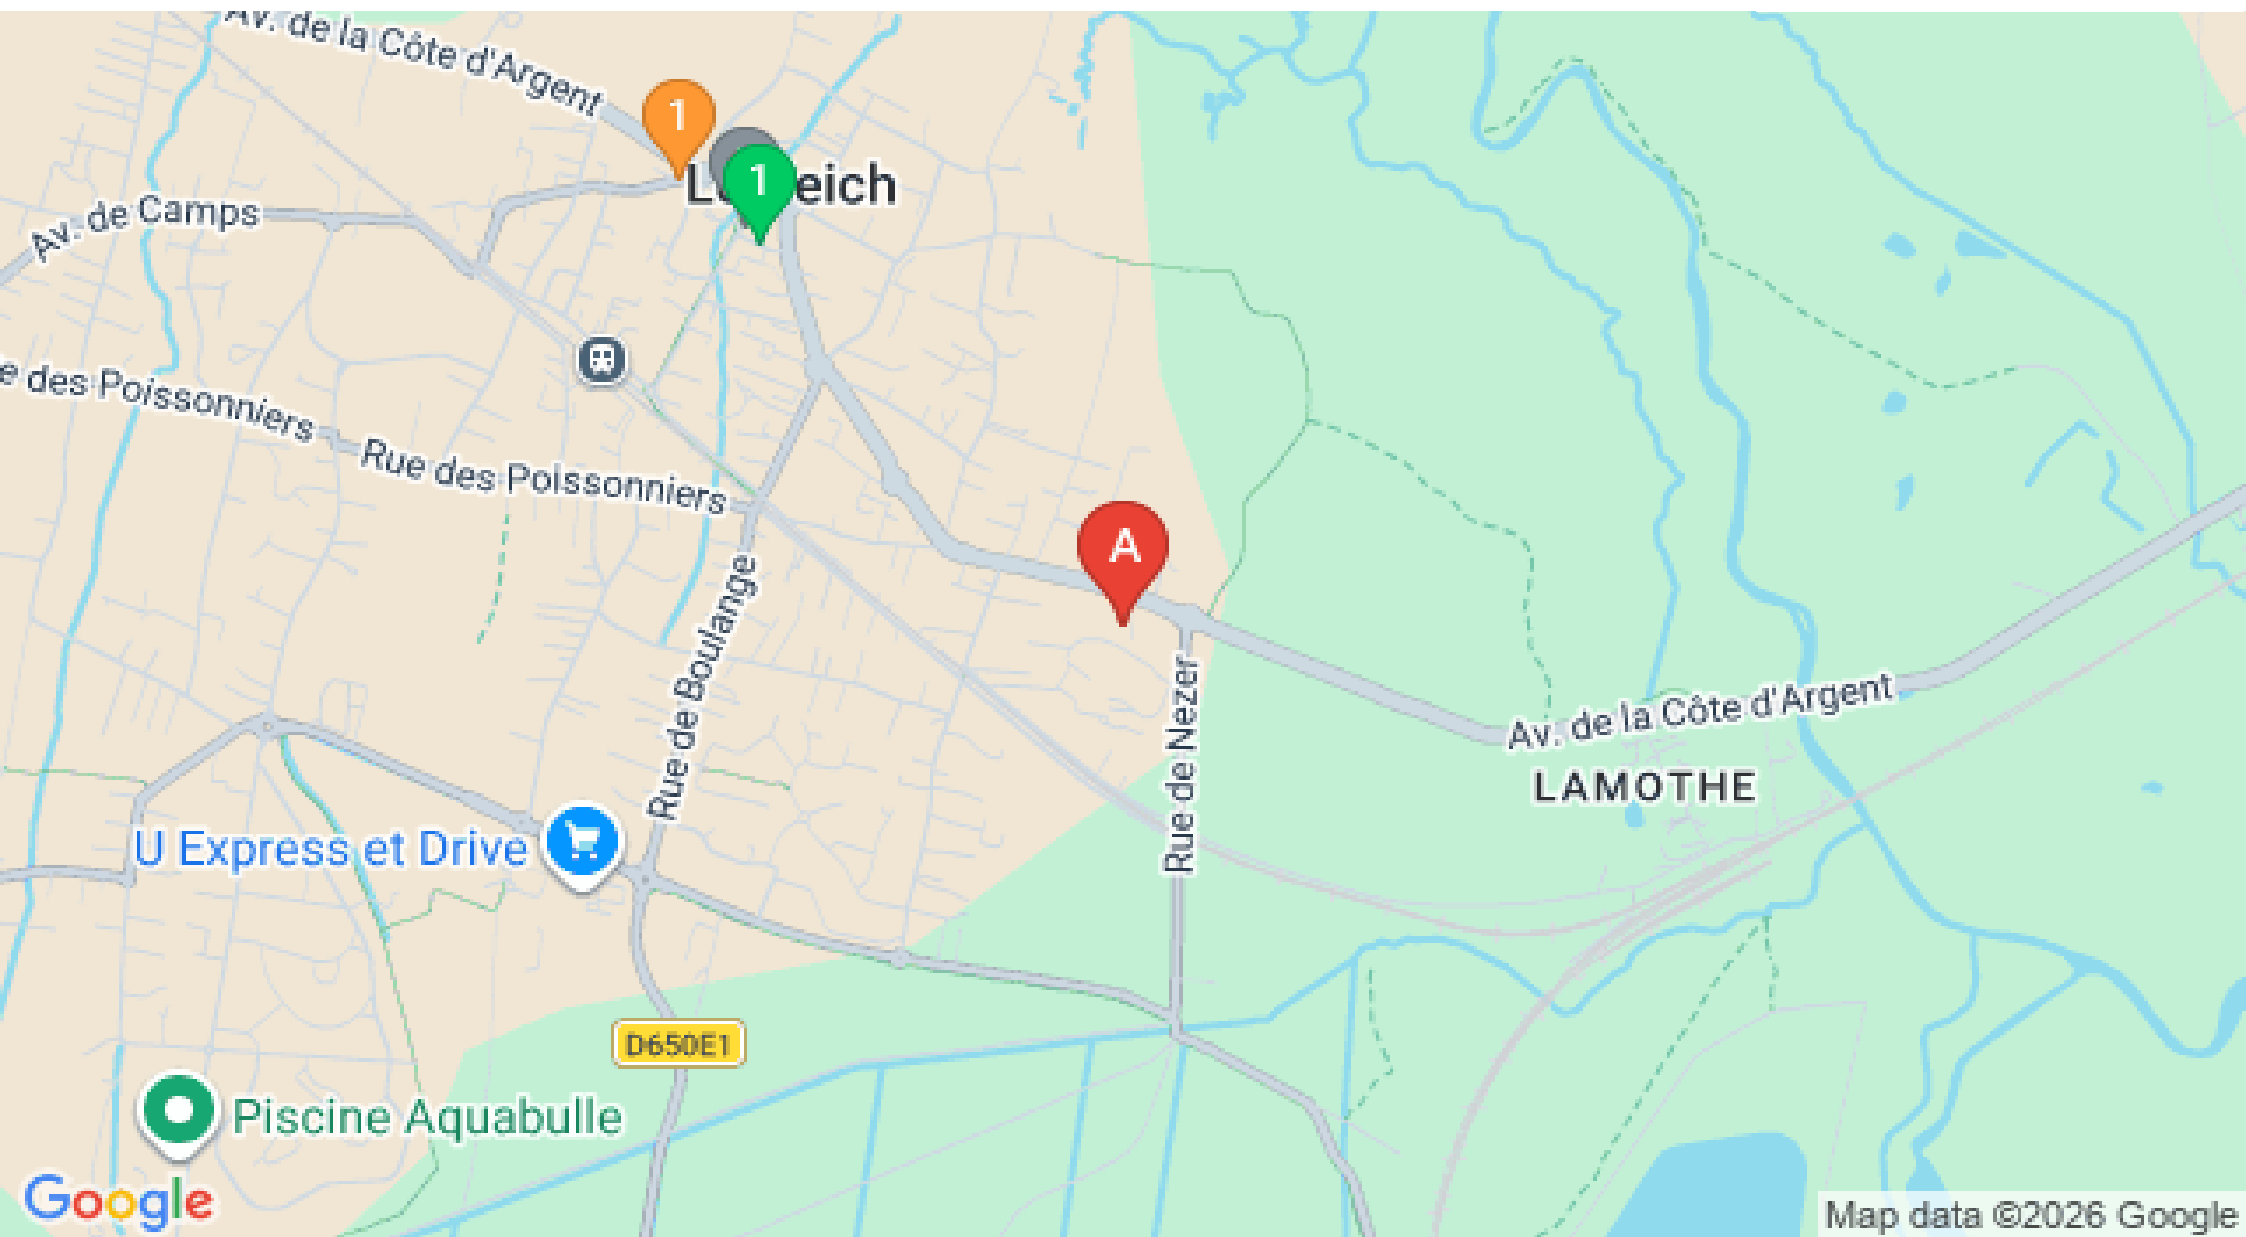 Av. de la Côte d'Argent
1
1
Av. de Camps
e des Poissonniers
Rue des Poissonniers
A
Rue de Boulange
Rue de Nezer
Av. de la Côte d'Argent
LAMOTHE
U Express et Drive
D650E1
Piscine Aquabulle
Google
Map data ©2026 Google